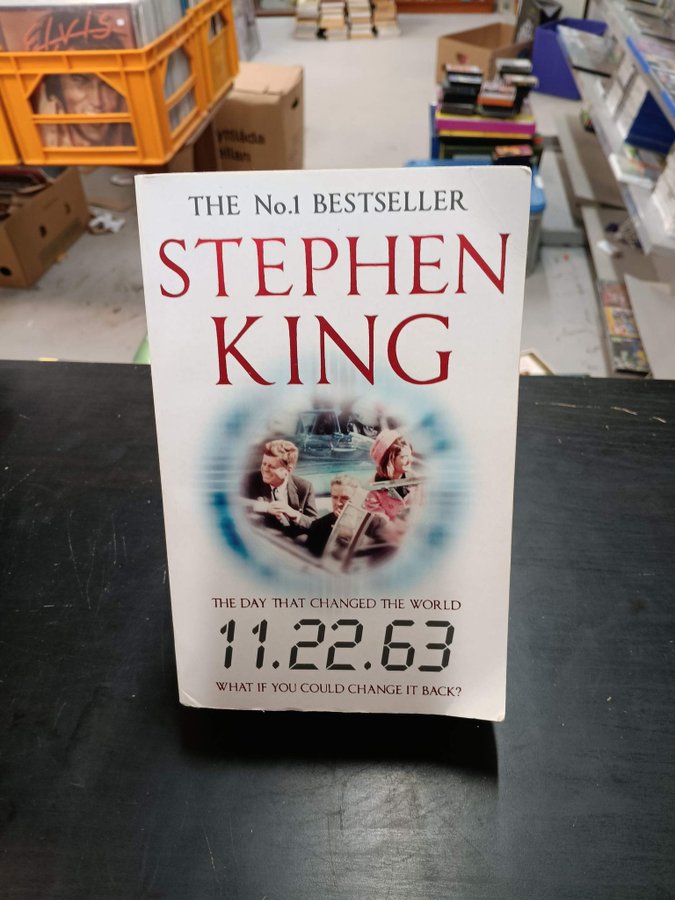 ELVIS
THE No.1 BESTSELLER
STEPHEN
KING
THE DAY THAT CHANGED THE WORLD
11.22.63
WHAT IF YOU COULD CHANGE IT BACK?